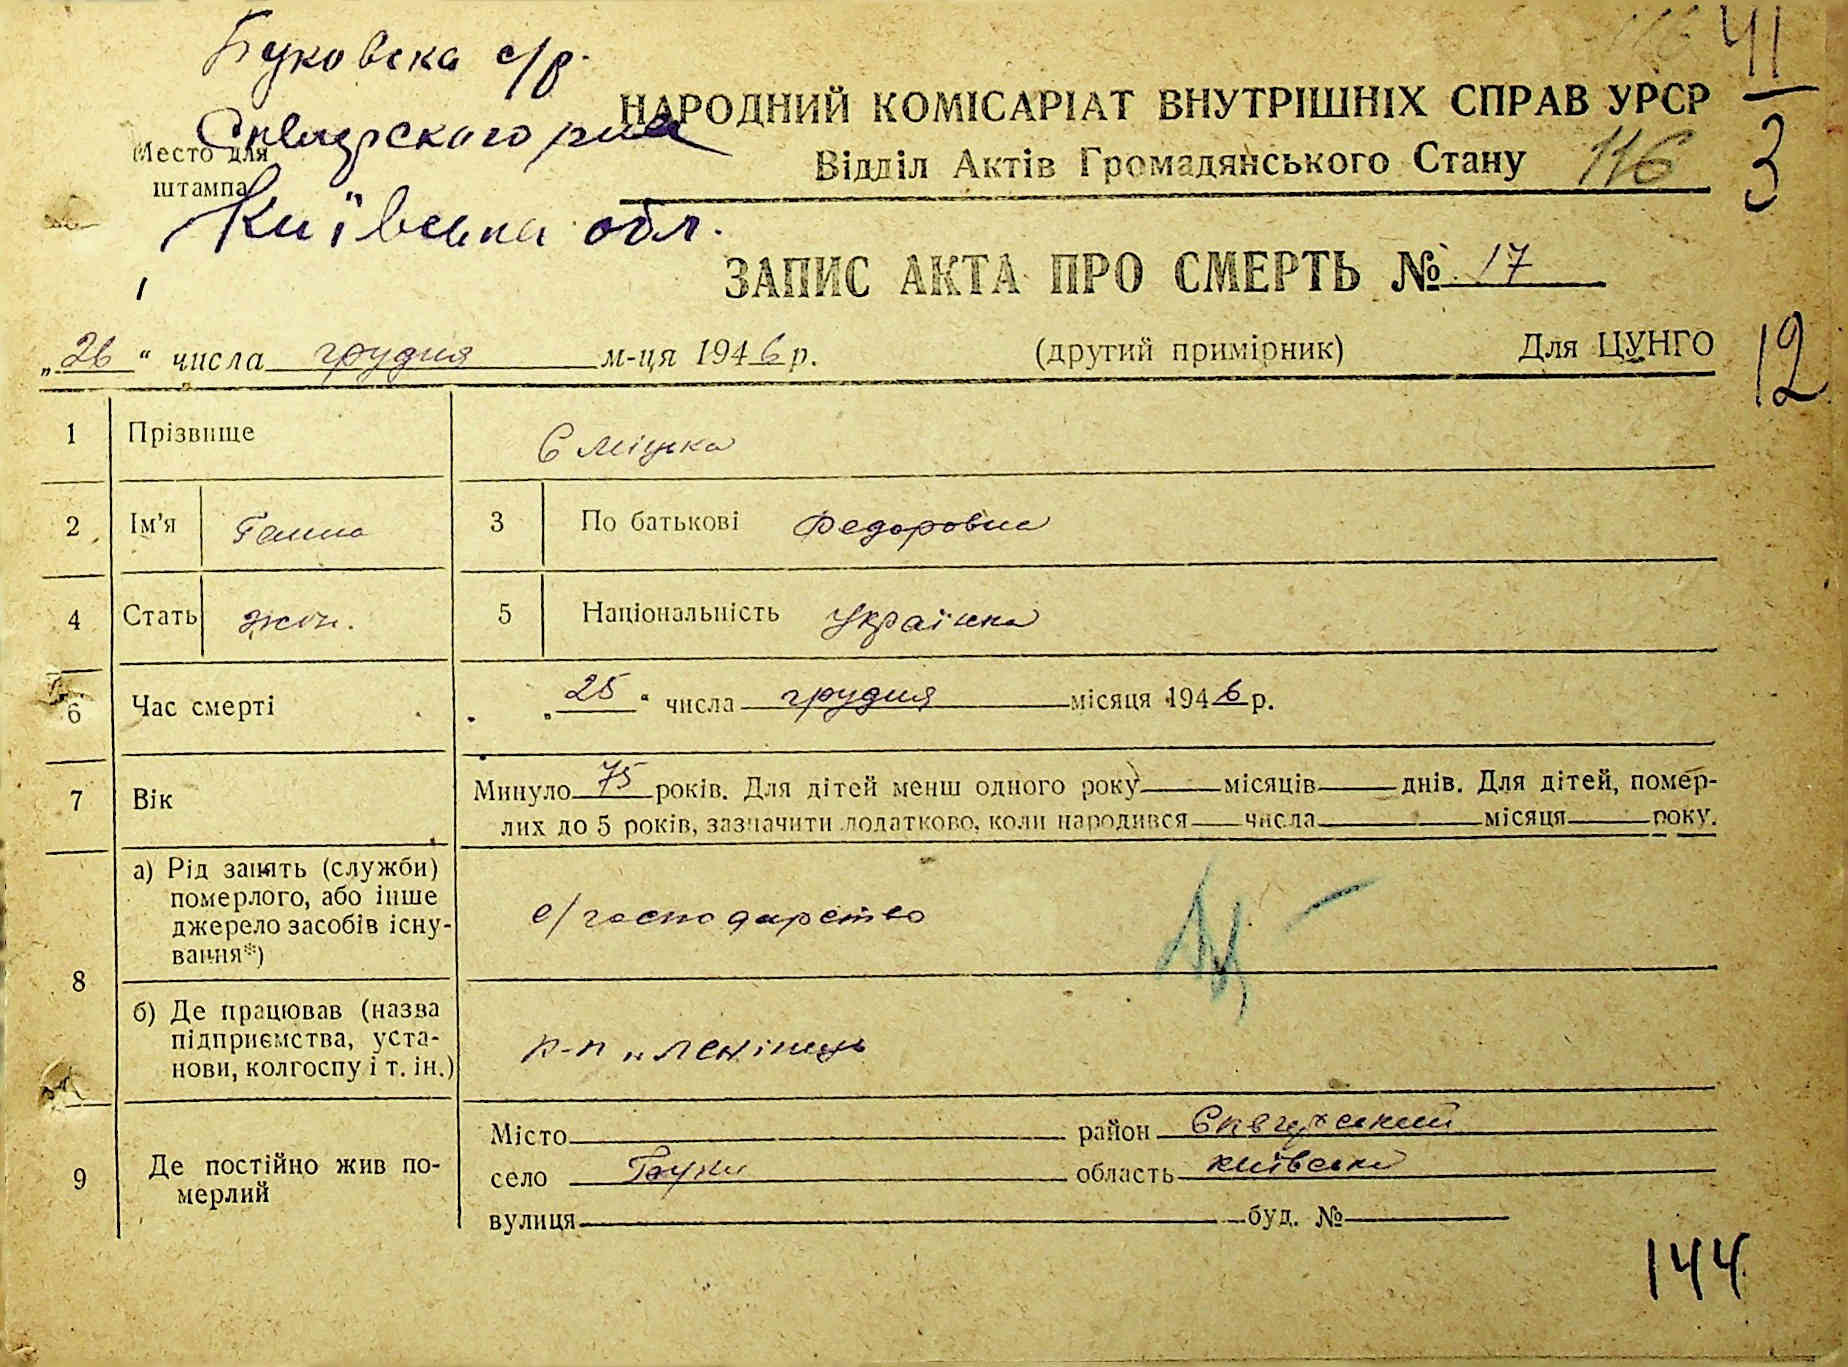 Буковска с/р.
Сквирского р-на
Київська обл.
Место для
штампа
116
41
3
12
НАРОДНИЙ КОМІСАРІАТ ВНУТРІШНІХ СПРАВ УРСР
Відділ Актів Громадянського Стану 116
ЗАПИС АКТА ПРО СМЕРТЬ № 17
„26“ числа грудня м-ця 1946 р. (другий примірник) Для ЦУНГО
1 Прізвище Єміцька
2 Ім'я Ганна 3 По батькові Федоровна
4 Стать жін. 5 Національність Українка
6 Час смерті „25“ числа грудня місяця 1946 р.
7 Вік Минуло 75 років. Для дітей менш одного року місяців днів. Для дітей, помер-
лих до 5 років, зазначити додатково, коли народився числа місяця року.
8 а) Рід занять (служби)
померлого, або інше
джерело засобів існу-
вання*) с/господарство
б) Де працював (назва
підприємства, уста-
нови, колгоспу і т. ін.) к-п „Ленінець
9 Де постійно жив по-
мерлий
Місто район Сквирський
село область київська
вулиця буд. №
144